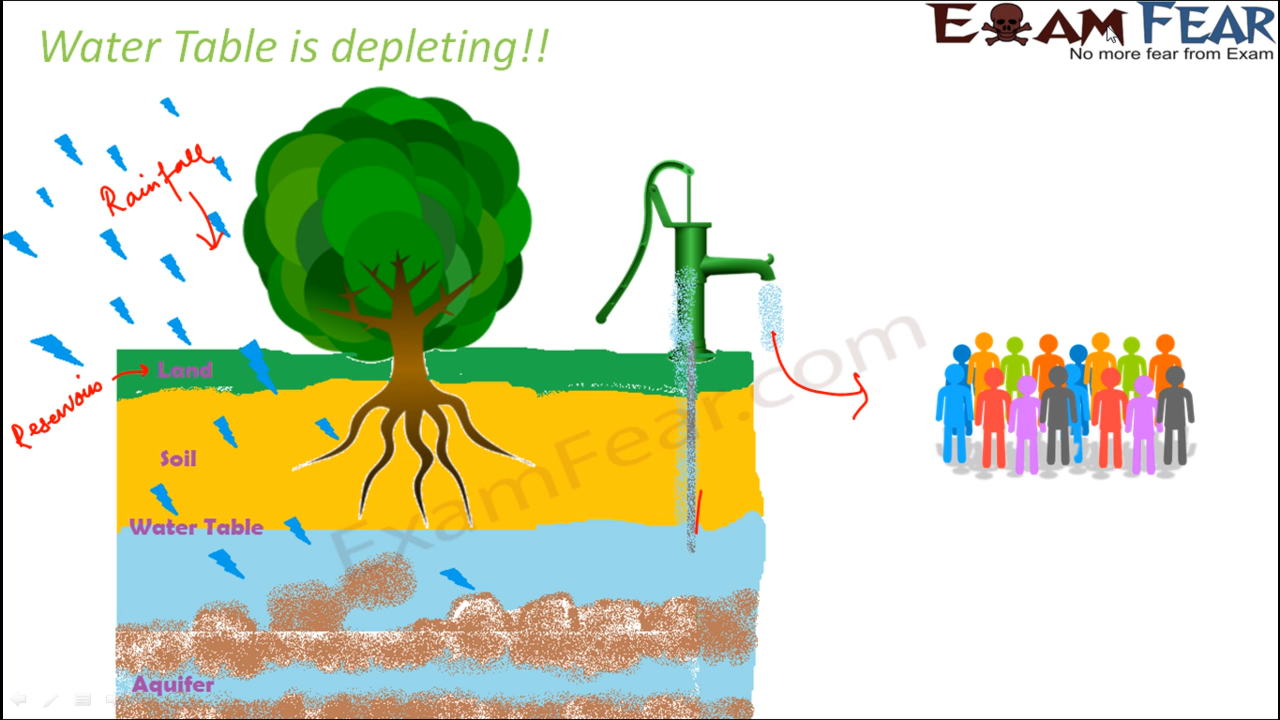 Water Table is depleting!!
EXAM FEAR
No more fear from Exam
Rainfall
Reservoirs
Land
Soil
Water Table
Aquifer
ExamFear.com